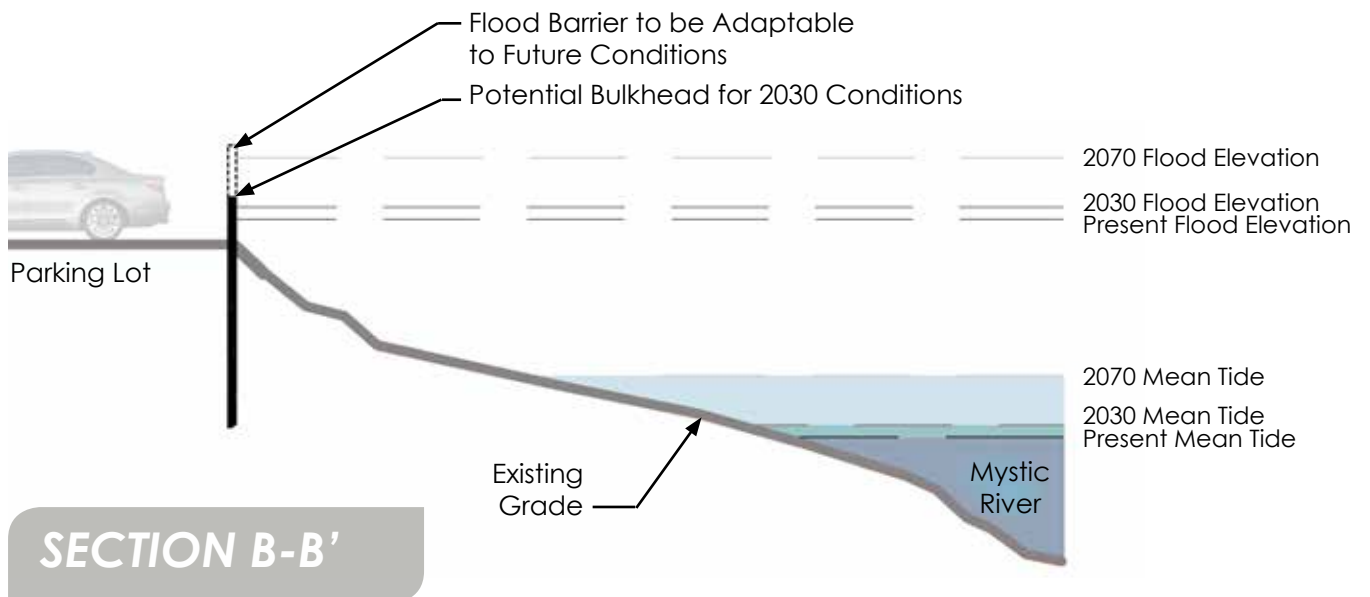 Flood Barrier to be Adaptable
to Future Conditions
Potential Bulkhead for 2030 Conditions
2070 Flood Elevation
2030 Flood Elevation
Present Flood Elevation
Parking Lot
2070 Mean Tide
2030 Mean Tide
Present Mean Tide
Existing
Grade
Mystic
River
SECTION B-B’